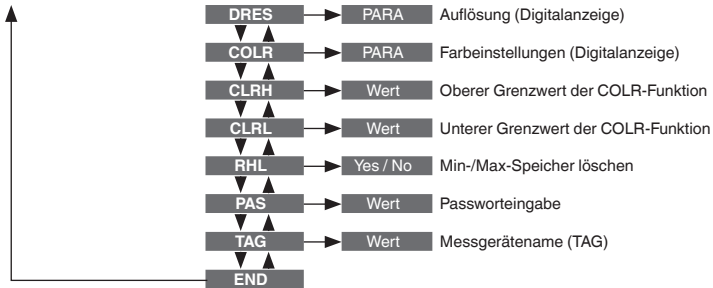 DRES PARA Auflösung (Digitalanzeige)
COLR PARA Farbeinstellungen (Digitalanzeige)
CLRH Wert Oberer Grenzwert der COLR-Funktion
CLRL Wert Unterer Grenzwert der COLR-Funktion
RHL Yes / No Min-/Max-Speicher löschen
PAS Wert Passworteingabe
TAG Wert Messgerätename (TAG)
END